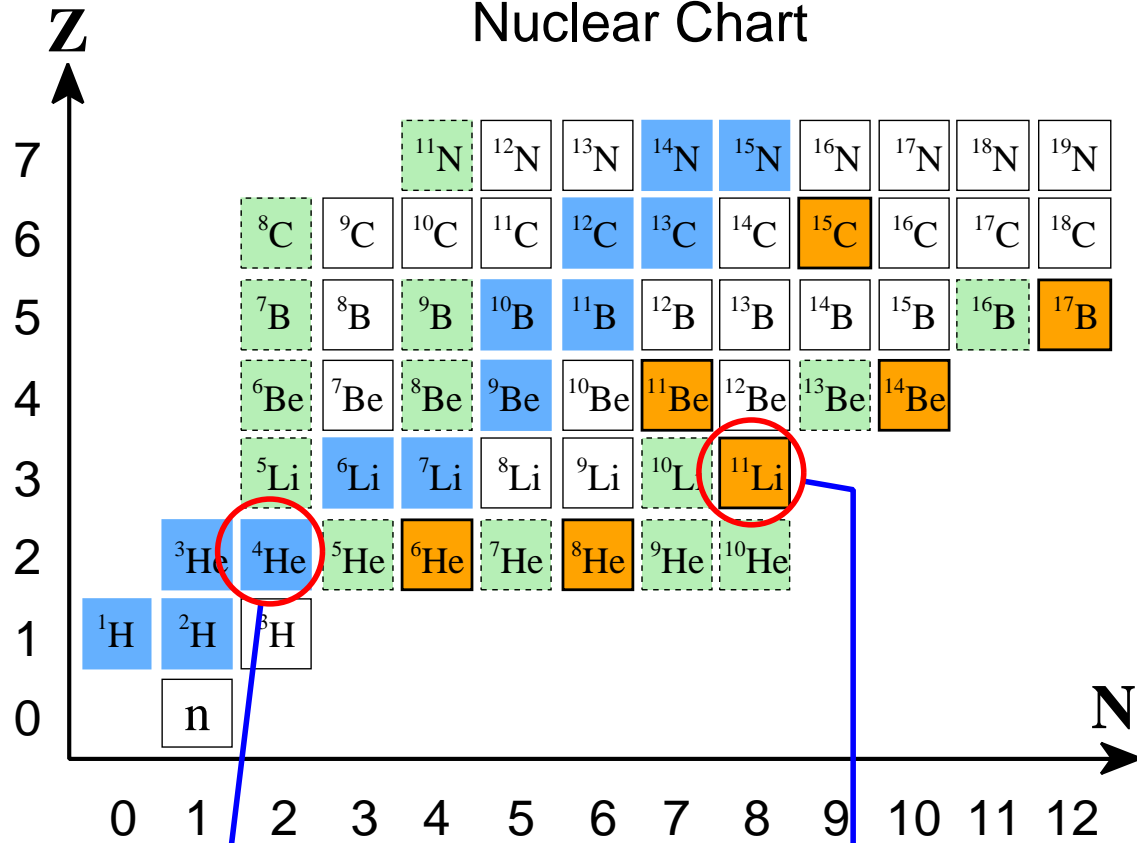 Nuclear Chart
Z
7 ¹¹N ¹²N ¹³N ¹⁴N ¹⁵N ¹⁶N ¹⁷N ¹⁸N ¹⁹N
6 ⁸C ⁹C ¹⁰C ¹¹C ¹²C ¹³C ¹⁴C ¹⁵C ¹⁶C ¹⁷C ¹⁸C
5 ⁷B ⁸B ⁹B ¹⁰B ¹¹B ¹²B ¹³B ¹⁴B ¹⁵B ¹⁶B ¹⁷B
4 ⁶Be ⁷Be ⁸Be ⁹Be ¹⁰Be ¹¹Be ¹²Be ¹³Be ¹⁴Be
3 ⁵Li ⁶Li ⁷Li ⁸Li ⁹Li ¹⁰Li ¹¹Li
2 ³He ⁴He ⁵He ⁶He ⁷He ⁸He ⁹He ¹⁰He
1 ¹H ²H ³H
0 n
N
0 1 2 3 4 5 6 7 8 9 10 11 12